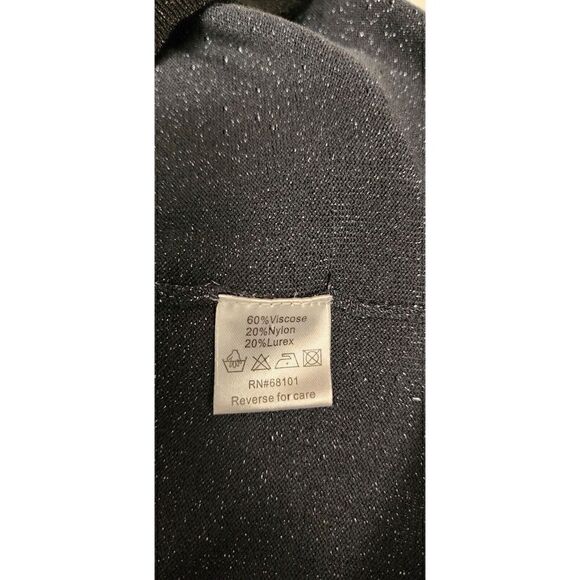 60%Viscose
20%Nylon
20%Lurex
RN#68101
Reverse for care